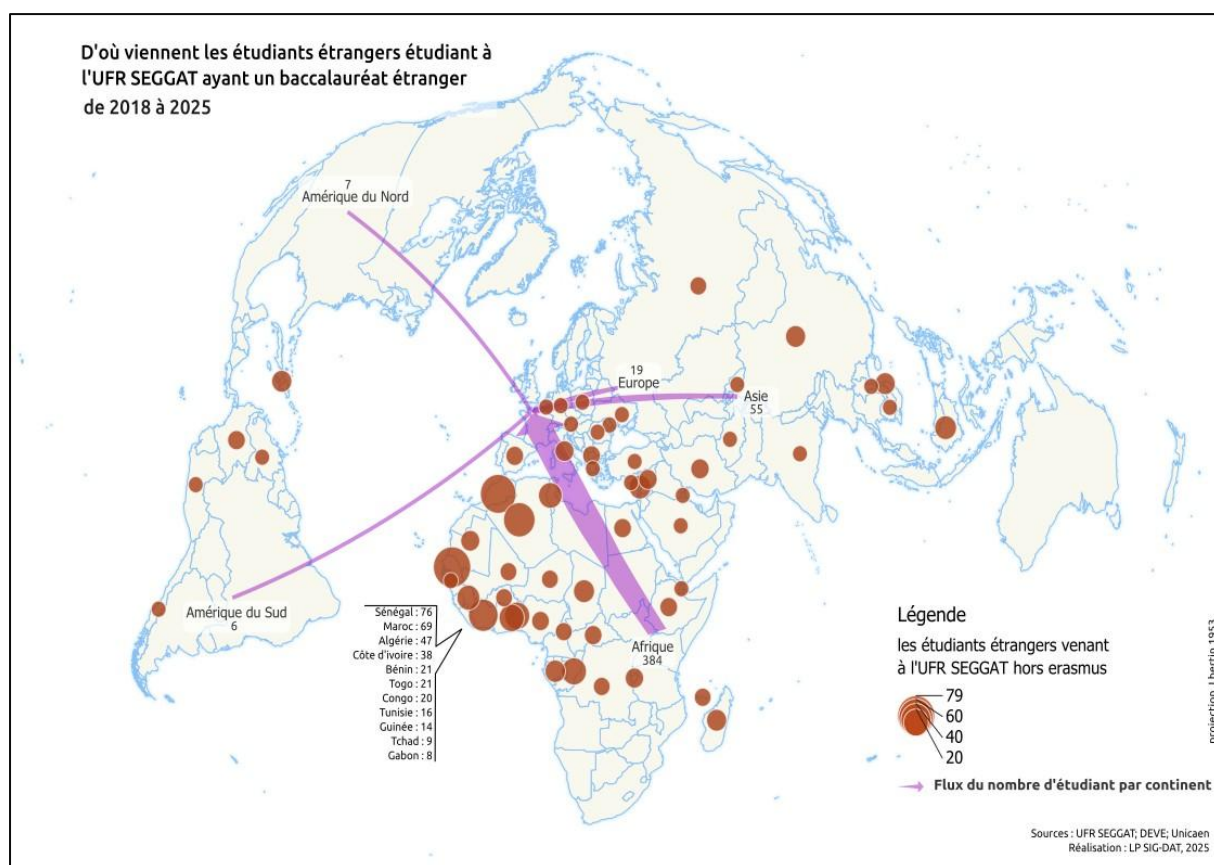 D'où viennent les étudiants étrangers étudiant à
l'UFR SEGGAT ayant un baccalauréat étranger
de 2018 à 2025
7
Amérique du Nord
19
Europe
Asie
55
Amérique du Sud
6
Sénégal : 76
Maroc : 69
Algérie : 47
Côte d'ivoire : 38
Bénin : 21
Togo : 21
Congo : 20
Tunisie : 16
Guinée : 14
Tchad : 9
Gabon : 8
Afrique
384
Légende
les étudiants étrangers venant
à l'UFR SEGGAT hors erasmus
79
60
40
20
Flux du nombre d'étudiant par continent
projection J.bertin 1953
Sources : UFR SEGGAT; DEVE; Unicaen
Réalisation : LP SIG-DAT, 2025